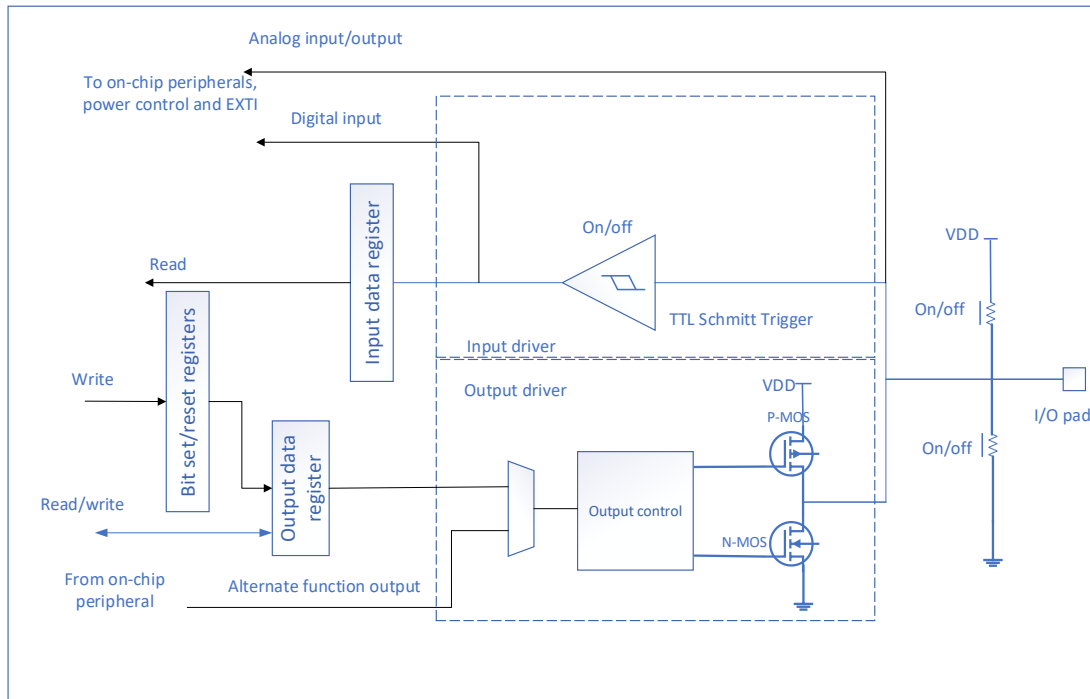 Analog input/output
To on-chip peripherals,
power control and EXTI
Digital input
On/off
Input data register
Read
TTL Schmitt Trigger
Input driver
VDD
On/off
I/O pad
On/off
Write
Bit set/reset registers
Output driver
VDD
P-MOS
Output data
register
Output control
N-MOS
Read/write
From on-chip
peripheral
Alternate function output